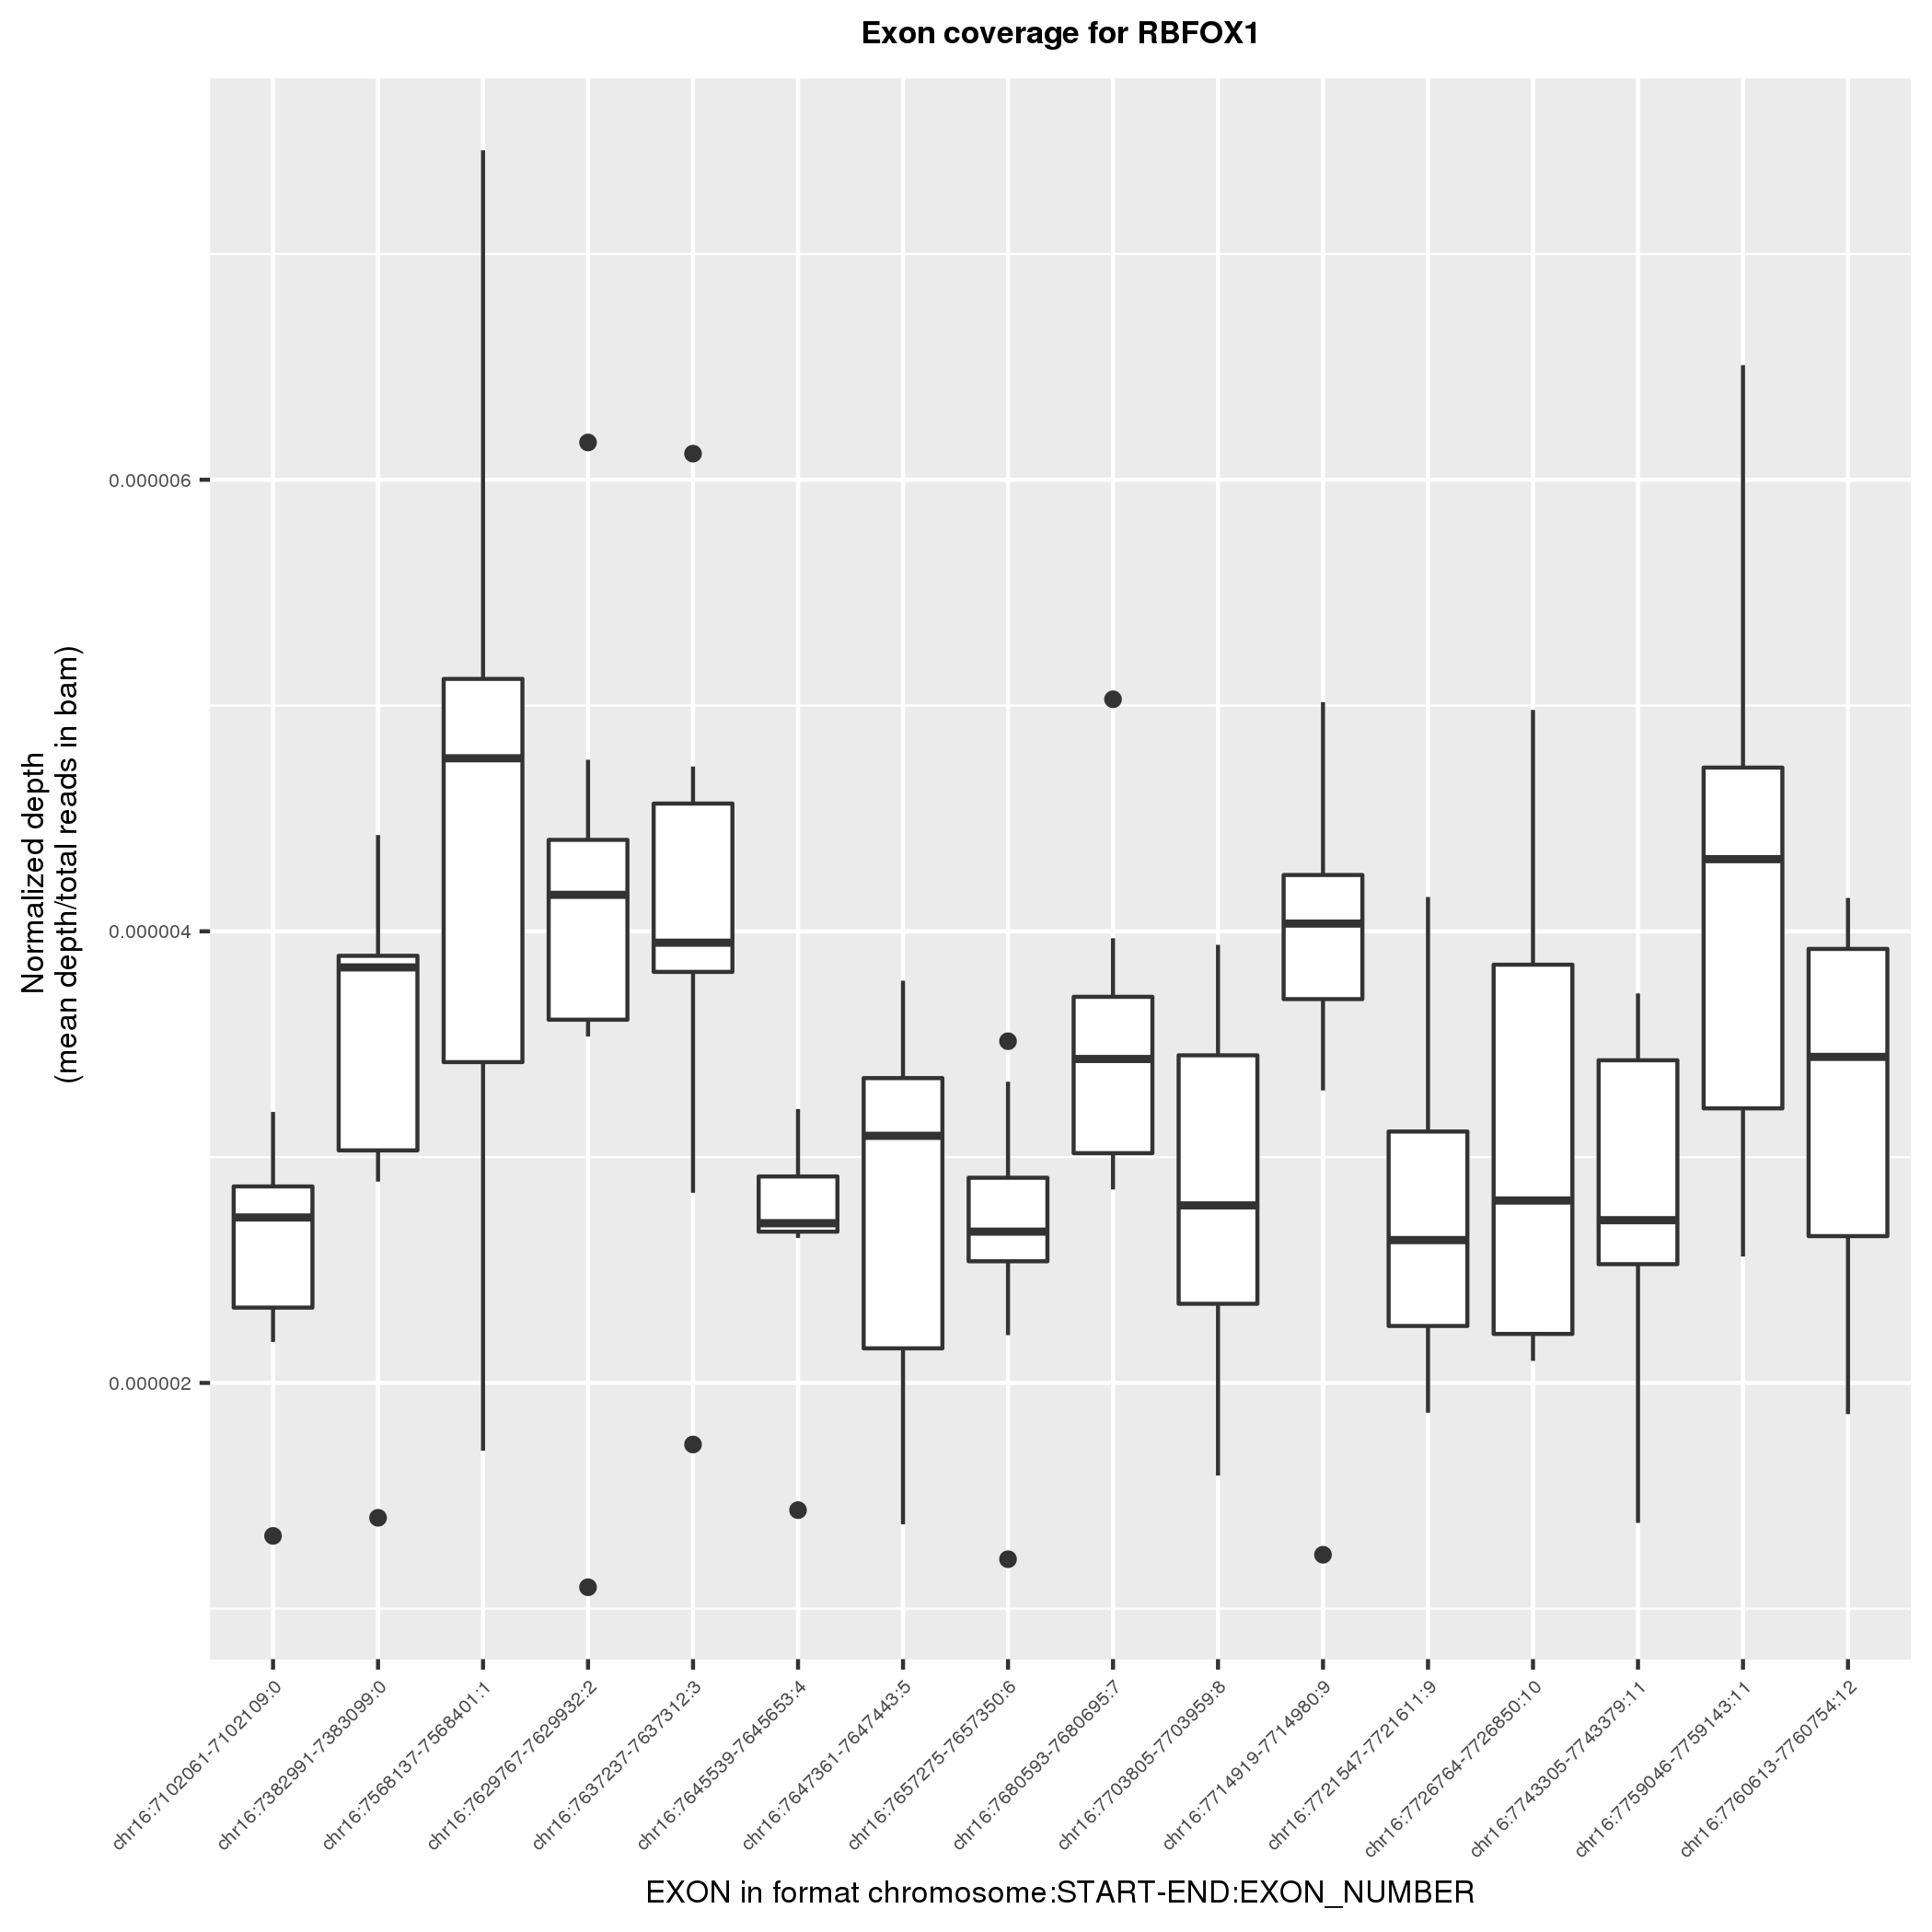 Exon coverage for RBFOX1
Normalized depth
(mean depth/total reads in bam)
0.000006
0.000004
0.000002
chr16:7102061-7102109:0
chr16:7382991-7383099:0
chr16:7568137-7568401:1
chr16:7629767-7629932:2
chr16:7637237-7637312:3
chr16:7645539-7645653:4
chr16:7647361-7647443:5
chr16:7657275-7657350:6
chr16:7680593-7680695:7
chr16:7703805-7703959:8
chr16:7714919-7714980:9
chr16:7721547-7721611:9
chr16:7726764-7726850:10
chr16:7743305-7743379:11
chr16:7759046-7759143:11
chr16:7760613-7760754:12
EXON in format chromosome:START-END:EXON_NUMBER